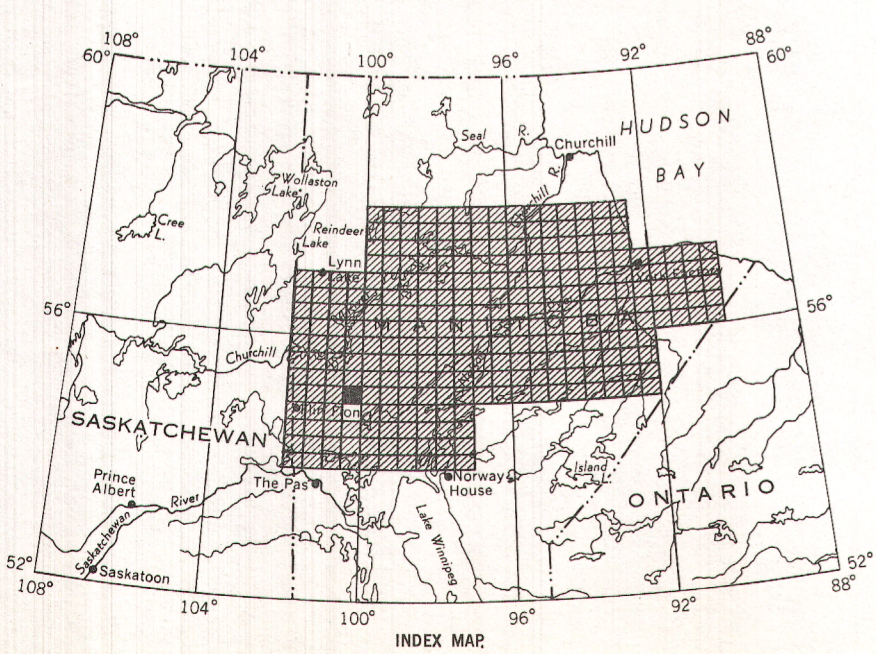 108°
60°
104°
100°
96°
92°
88°
60°
HUDSON
BAY
Seal R.
Churchill
hill R.
Wollaston
Lake
Cree
L.
Reindeer
Lake
Lynn
Lake
York Factory
56°
56°
MANITOBA
Churchill
Flin Flon
SASKATCHEWAN
Prince
Albert
River
The Pas
Norway
House
Island
L.
ONTARIO
Saskatchewan
Lake Winnipeg
Saskatoon
52°
108°
104°
100°
96°
92°
52°
88°
INDEX MAP.